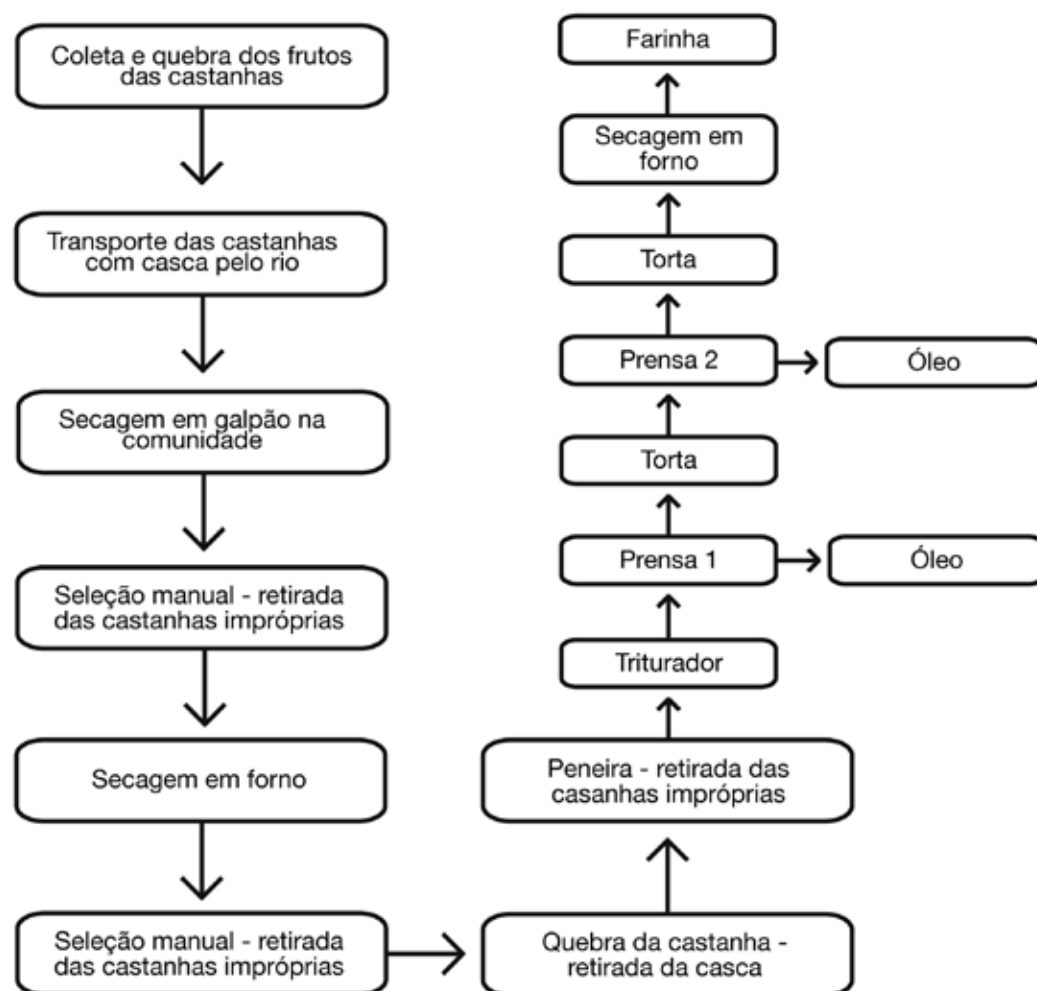 Coleta e quebra dos frutos
das castanhas
Transporte das castanhas
com casca pelo rio
Secagem em galpão na
comunidade
Seleção manual - retirada
das castanhas impróprias
Secagem em forno
Seleção manual - retirada
das castanhas impróprias
Quebra da castanha -
retirada da casca
Peneira - retirada das
casanhas impróprias
Triturador
Prensa 1
Óleo
Torta
Prensa 2
Óleo
Torta
Secagem em
forno
Farinha